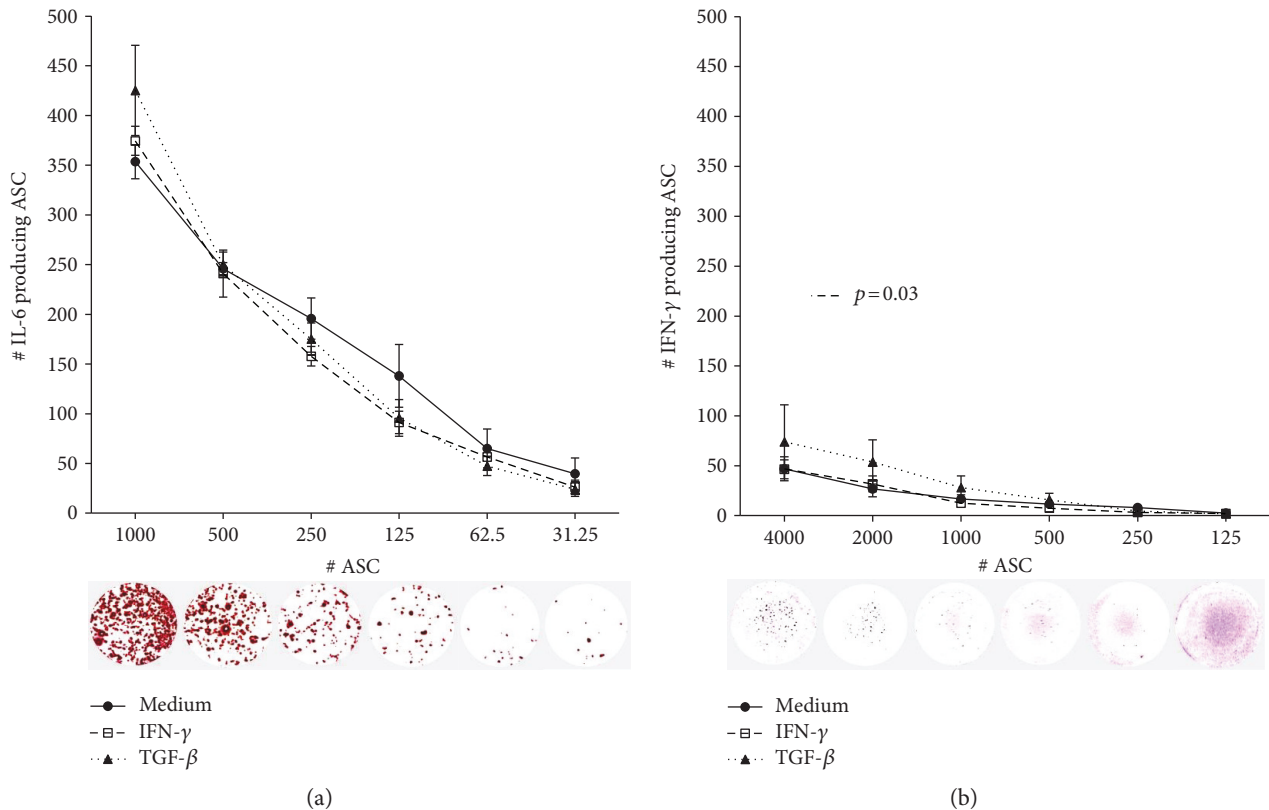 500
450
400
350
300
250
200
150
100
50
0
# IL-6 producing ASC
1000 500 250 125 62.5 31.25
# ASC
Medium
IFN-γ
TGF-β
(a)
500
450
400
350
300
250
200
150
100
50
0
# IFN-γ producing ASC
p = 0.03
4000 2000 1000 500 250 125
# ASC
Medium
IFN-γ
TGF-β
(b)